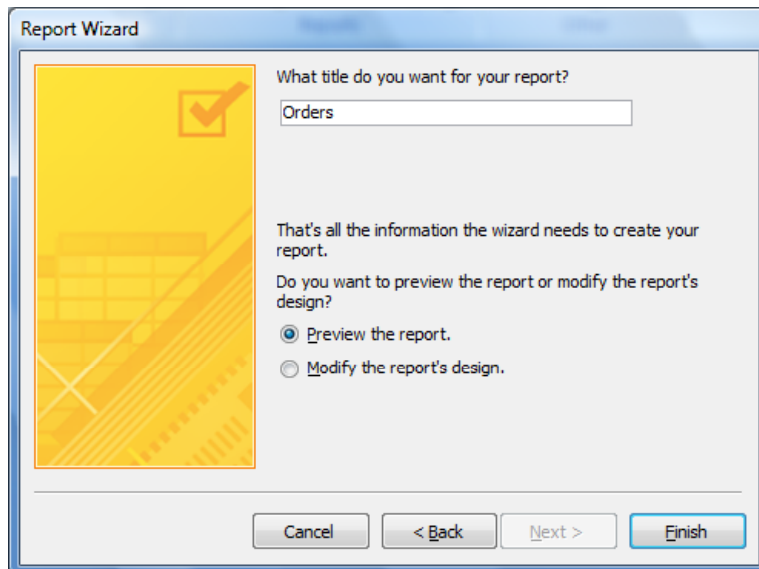 Report Wizard
What title do you want for your report?
Orders
That's all the information the wizard needs to create your
report.
Do you want to preview the report or modify the report's
design?
Preview the report.
Modify the report's design.
Cancel
< Back
Next >
Finish